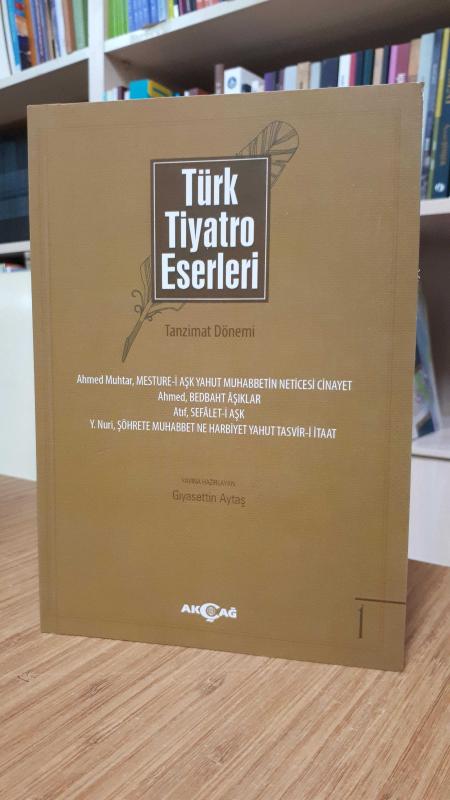 Türk
Tiyatro
Eserleri
Tanzimat Dönemi
Ahmed Muhtar, MESTURE-İ AŞK YAHUT MUHABBETİN NETİCESİ CİNAYET
Ahmed, BEDBAHT ÂŞIKLAR
Atıf, SEFÂLET-İ AŞK
Y. Nuri, ŞÖHRETE MUHABBET NE HARBİYET YAHUT TASVİR-İ İTAAT
YAYINA HAZIRLAYAN
Gıyasettin Aytaş
AKÇAĞ
1